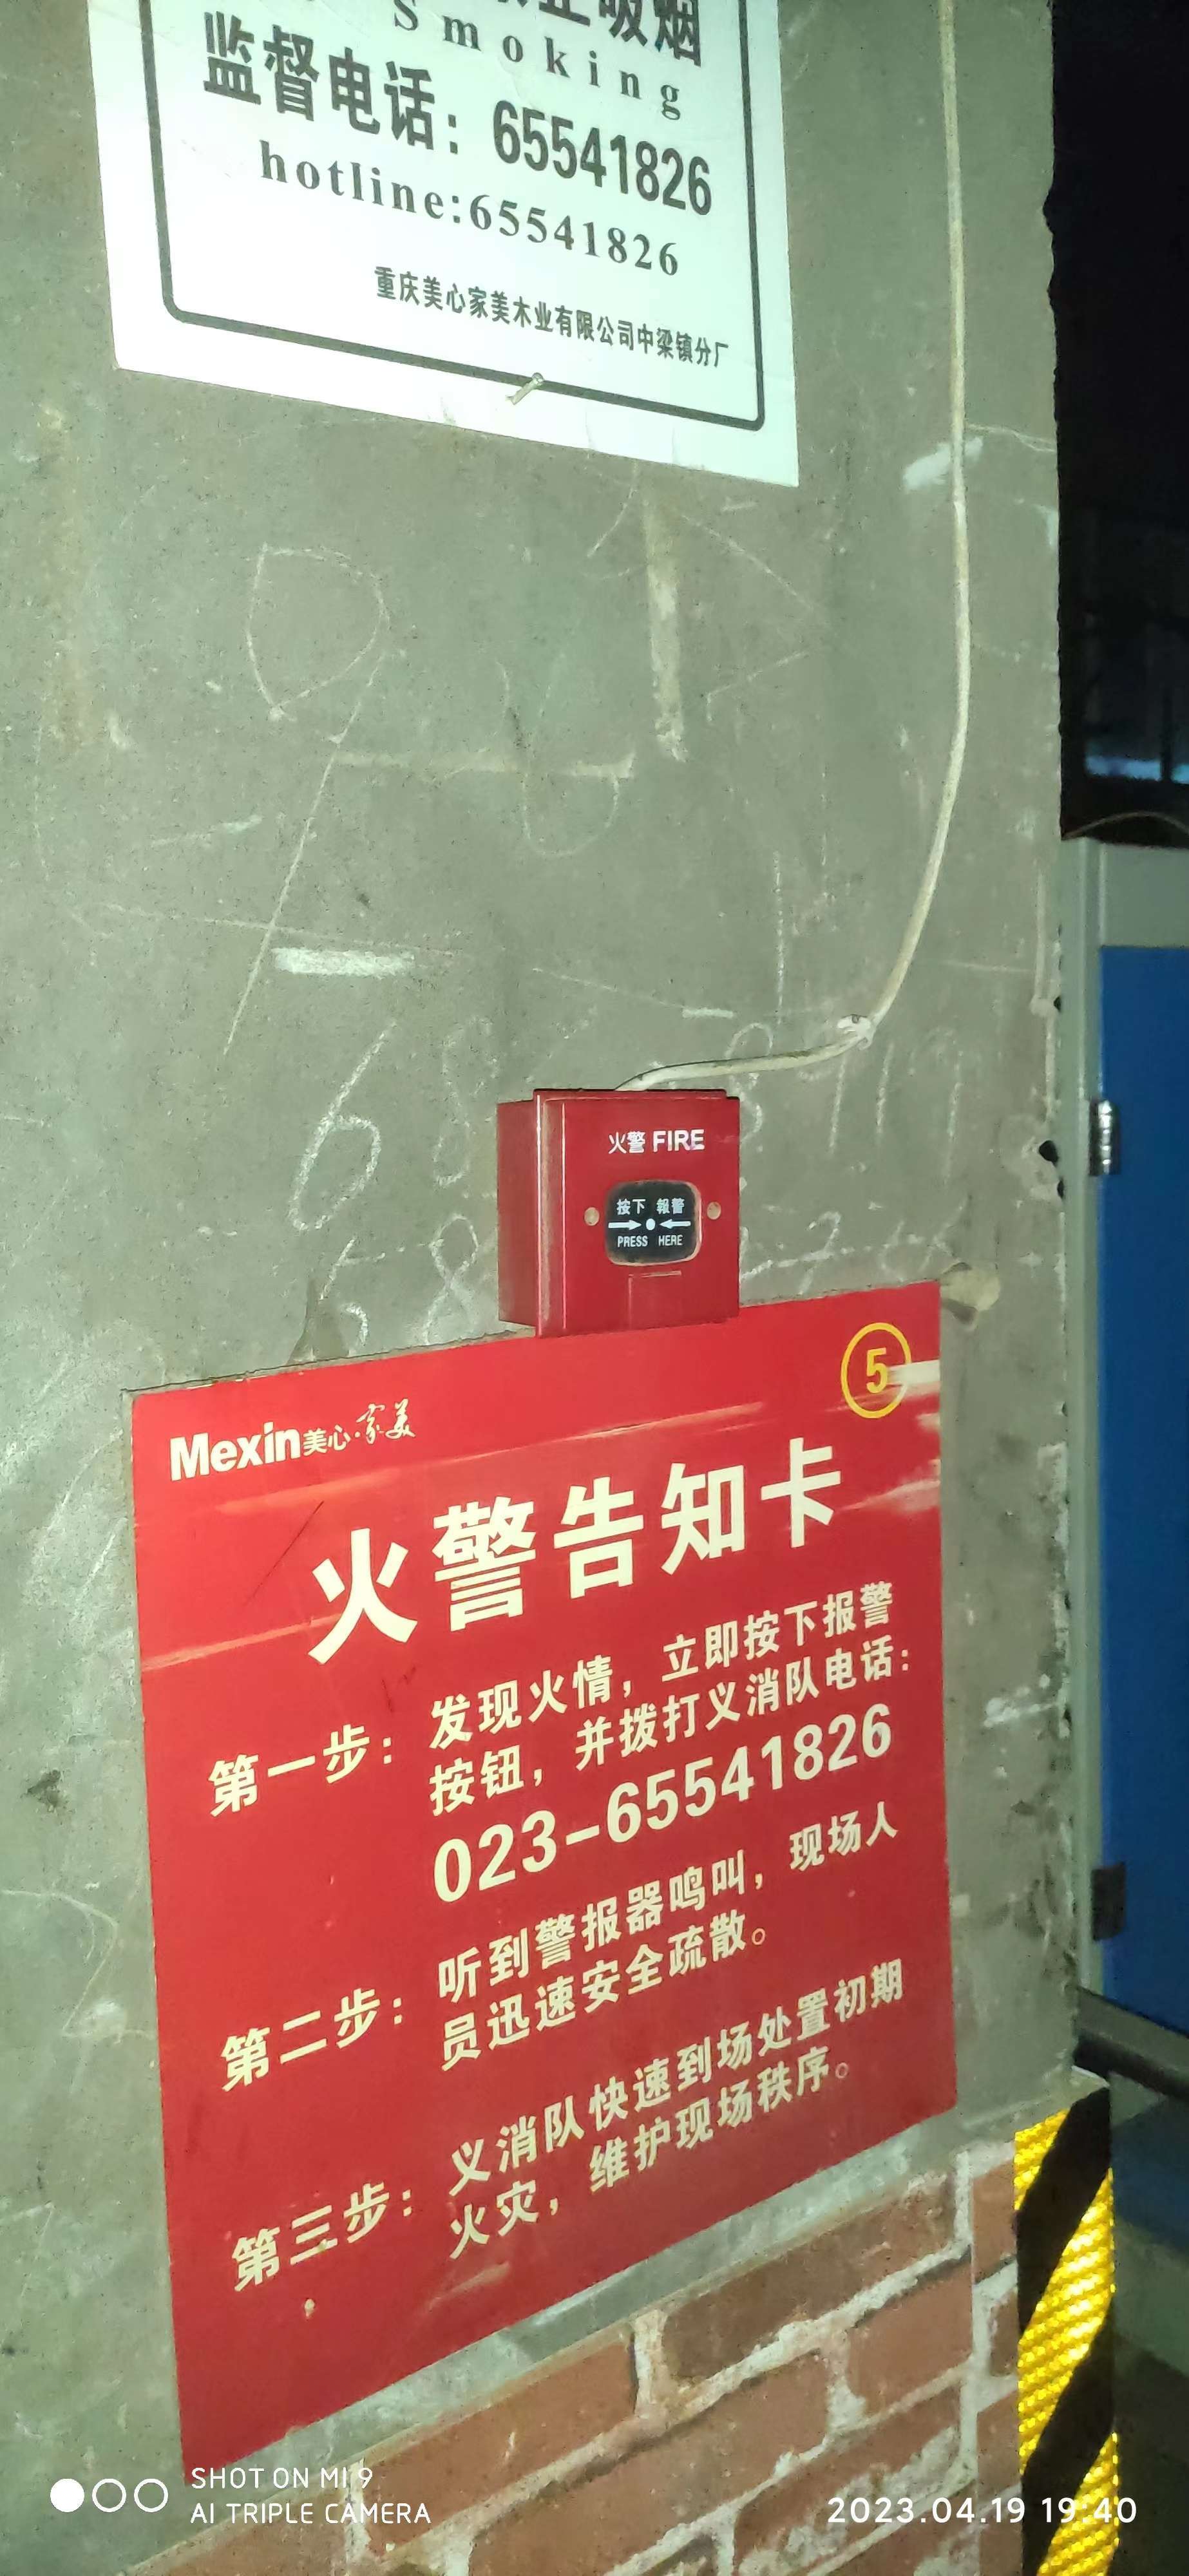 禁止吸烟
Smoking
监督电话：65541826
hotline:65541826
重庆美心家美木业有限公司中梁镇分厂
火警 FIRE
按下 報警
PRESS HERE
5
Mexin美心·家美
火警告知卡
第一步：发现火情，立即按下报警
按钮，并拨打义消队电话：
023-65541826
第二步：听到警报器鸣叫，现场人
员迅速安全疏散。
第三步：义消队快速到场处置初期
火灾，维护现场秩序。
SHOT ON MI 9
AI TRIPLE CAMERA
2023.04.19 19:40